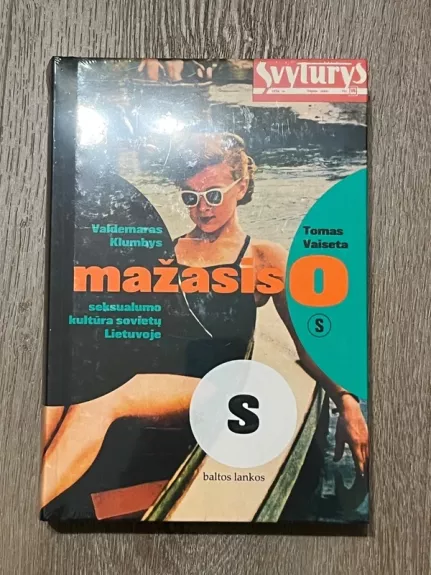 Švyturys
Valdemaras
Klumbys
Tomas
Vaiseta
mažasis O
seksualumo
kultūra sovietų
Lietuvoje
S
S
baltos lankos